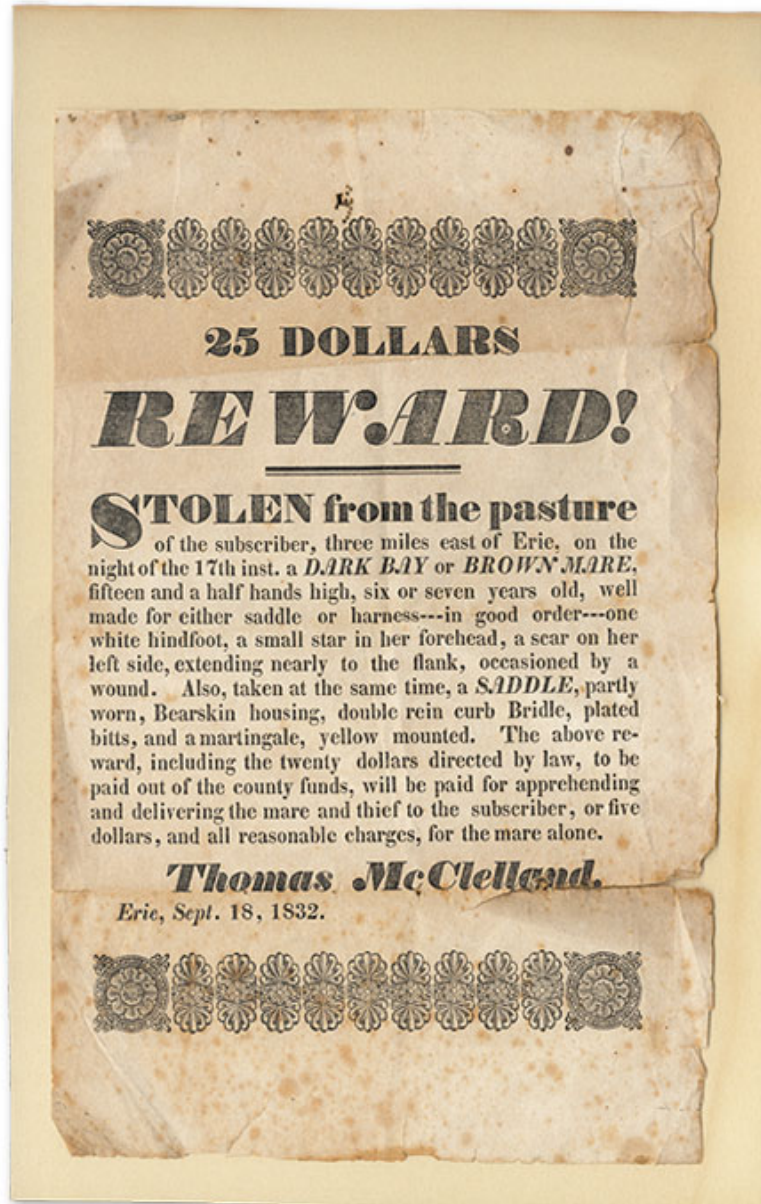 25 DOLLARS
REWARD!
STOLEN from the pasture
of the subscriber, three miles east of Erie, on the
night of the 17th inst. a DARK BAY or BROWN MARE,
fifteen and a half hands high, six or seven years old, well
made for either saddle or harness---in good order---one
white hindfoot, a small star in her forehead, a scar on her
left side, extending nearly to the flank, occasioned by a
wound. Also, taken at the same time, a SADDLE, partly
worn, Bearskin housing, double rein curb Bridle, plated
bitts, and a martingale, yellow mounted. The above re-
ward, including the twenty dollars directed by law, to be
paid out of the county funds, will be paid for apprehending
and delivering the mare and thief to the subscriber, or five
dollars, and all reasonable charges, for the mare alone.
Thomas McClelland.
Erie, Sept. 18, 1832.